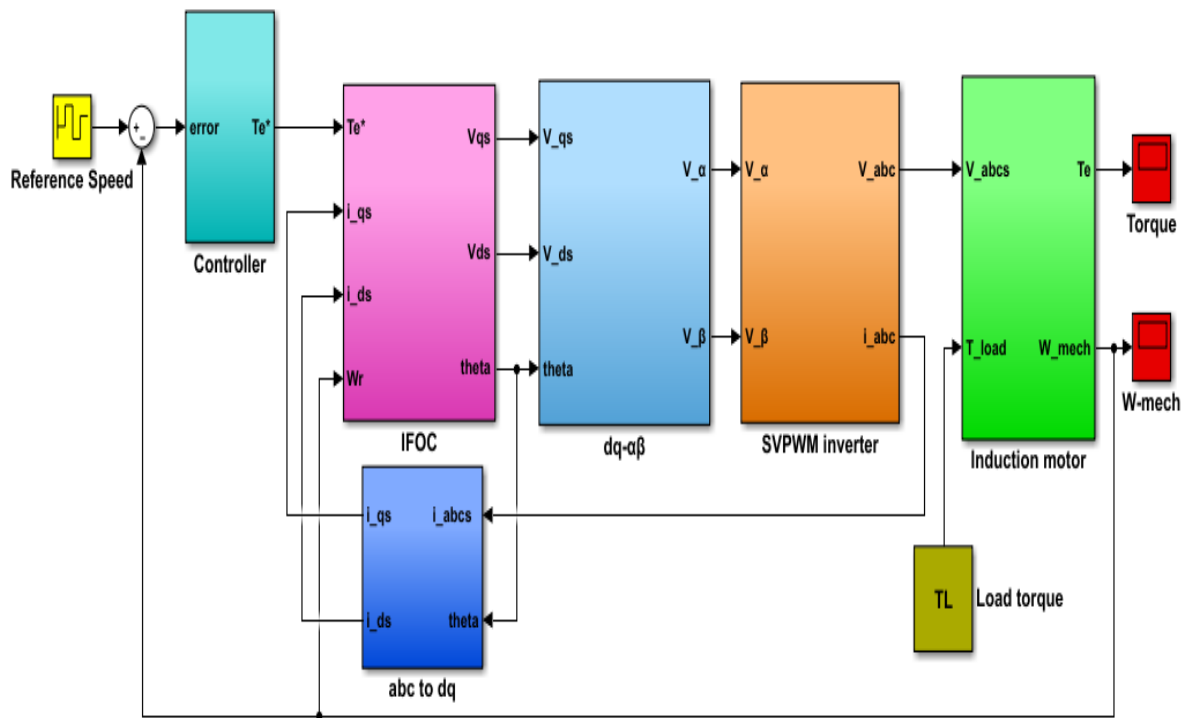 Reference Speed
+
-
error
Te*
Controller
Te*
i_qs
i_ds
Wr
Vqs
Vds
theta
IFOC
V_qs
V_ds
theta
V_α
V_β
dq-αβ
V_α
V_β
V_abc
i_abc
SVPWM inverter
V_abcs
T_load
Te
W_mech
Induction motor
Torque
W-mech
i_qs
i_ds
i_abcs
theta
abc to dq
TL
Load torque